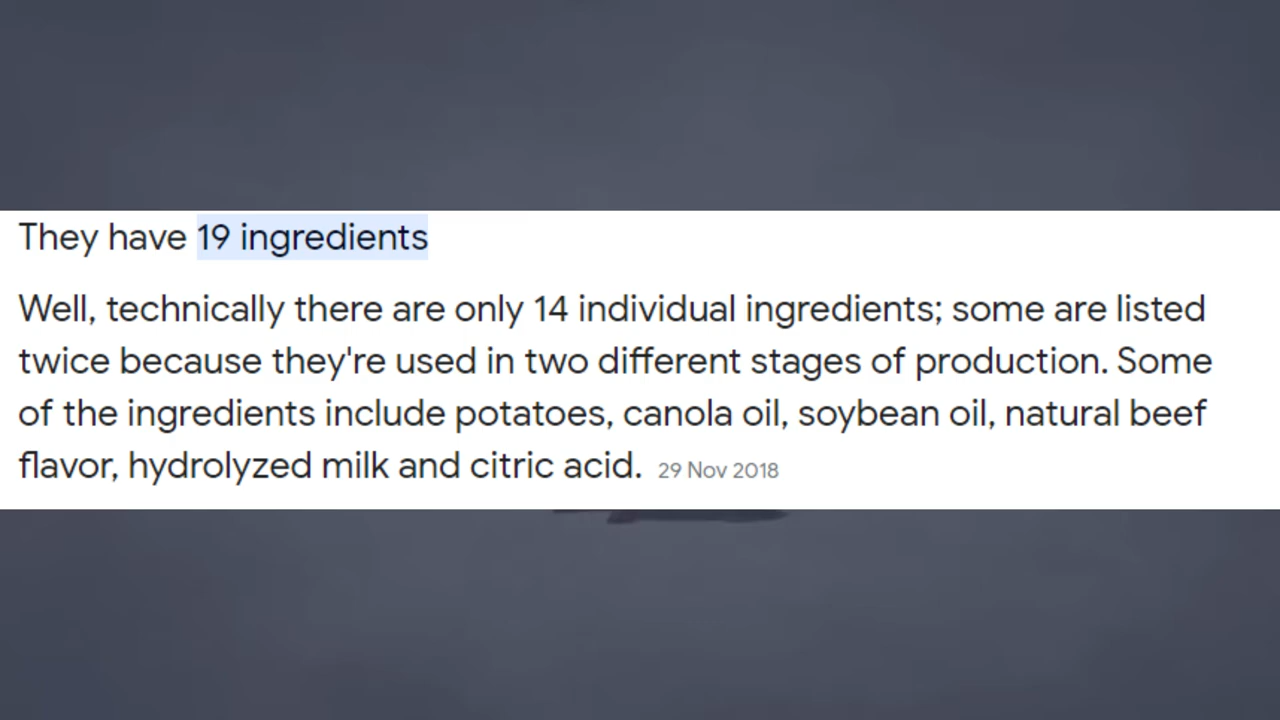 They have 19 ingredients
Well, technically there are only 14 individual ingredients; some are listed
twice because they're used in two different stages of production. Some
of the ingredients include potatoes, canola oil, soybean oil, natural beef
flavor, hydrolyzed milk and citric acid. 29 Nov 2018